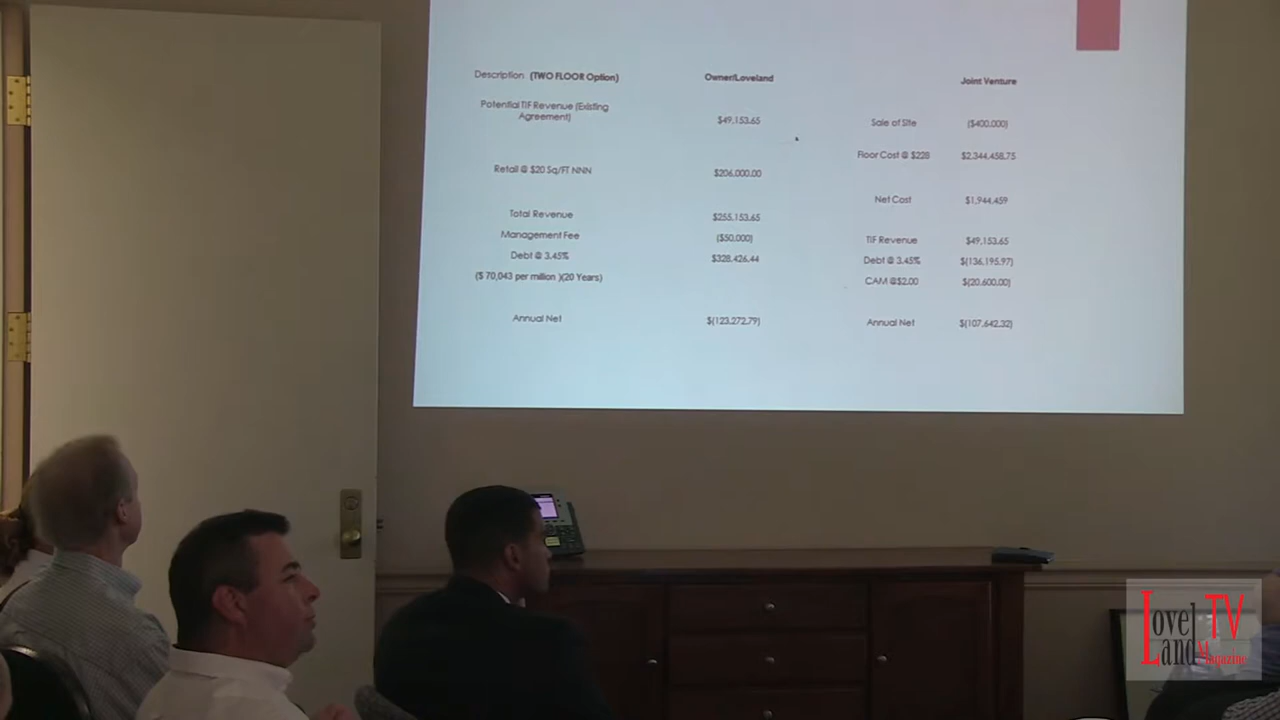 Description (TWO FLOOR Option) Owner/Loveland Joint Venture
Potential TIF Revenue (Existing
Agreement) $49,153.65 Sale of Site ($400,000)
Floor Cost @ $228 $2,344,458.75
Retail @ $20 Sq/FT NNN $206,000.00
Net Cost $1,944,459
Total Revenue $255,153.65
Management Fee ($50,000) TIF Revenue $49,153.65
Debt @ 3.45% $328,426.44 Debt @ 3.45% $(136,195.97)
($ 70,043 per million )(20 Years) CAM @$2.00 $(20,600.00)
Annual Net $(123,272.79) Annual Net $(107,642.32)
Lovel TV
Land Magazine